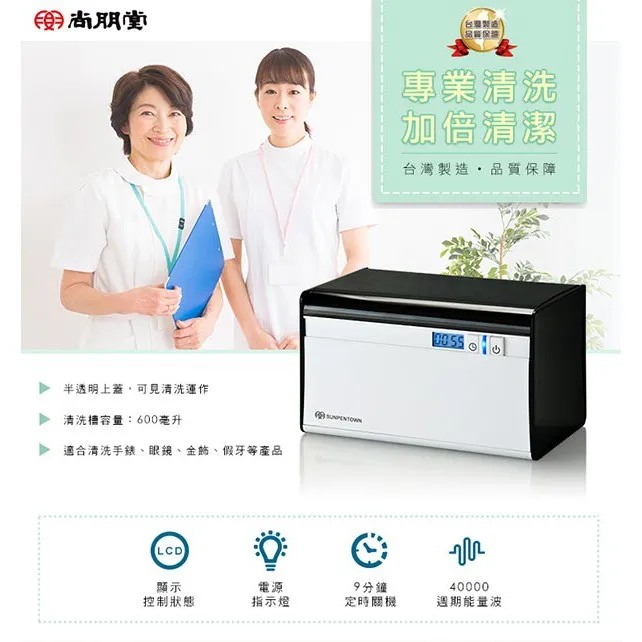 尚朋堂
台灣製造
品質保證
專業清洗
加倍清潔
台灣製造・品質保障
0.055
SUNPENTOWN
半透明上蓋，可見清洗運作
清洗槽容量：600毫升
適合清洗手錶、眼鏡、金飾、假牙等產品
LCD
顯示
控制狀態
電源
指示燈
9分鐘
定時關機
40000
週期能量波